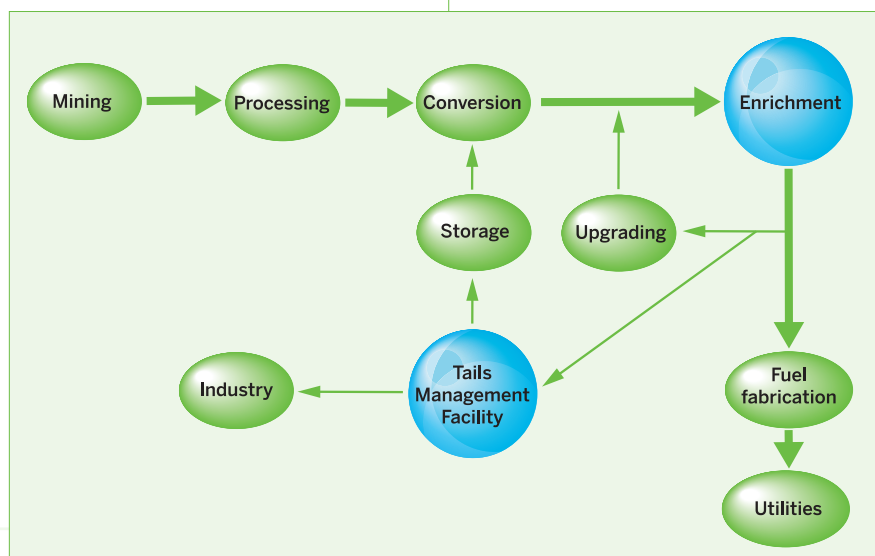 Mining
Processing
Conversion
Enrichment
Storage
Upgrading
Industry
Tails
Management
Facility
Fuel
fabrication
Utilities